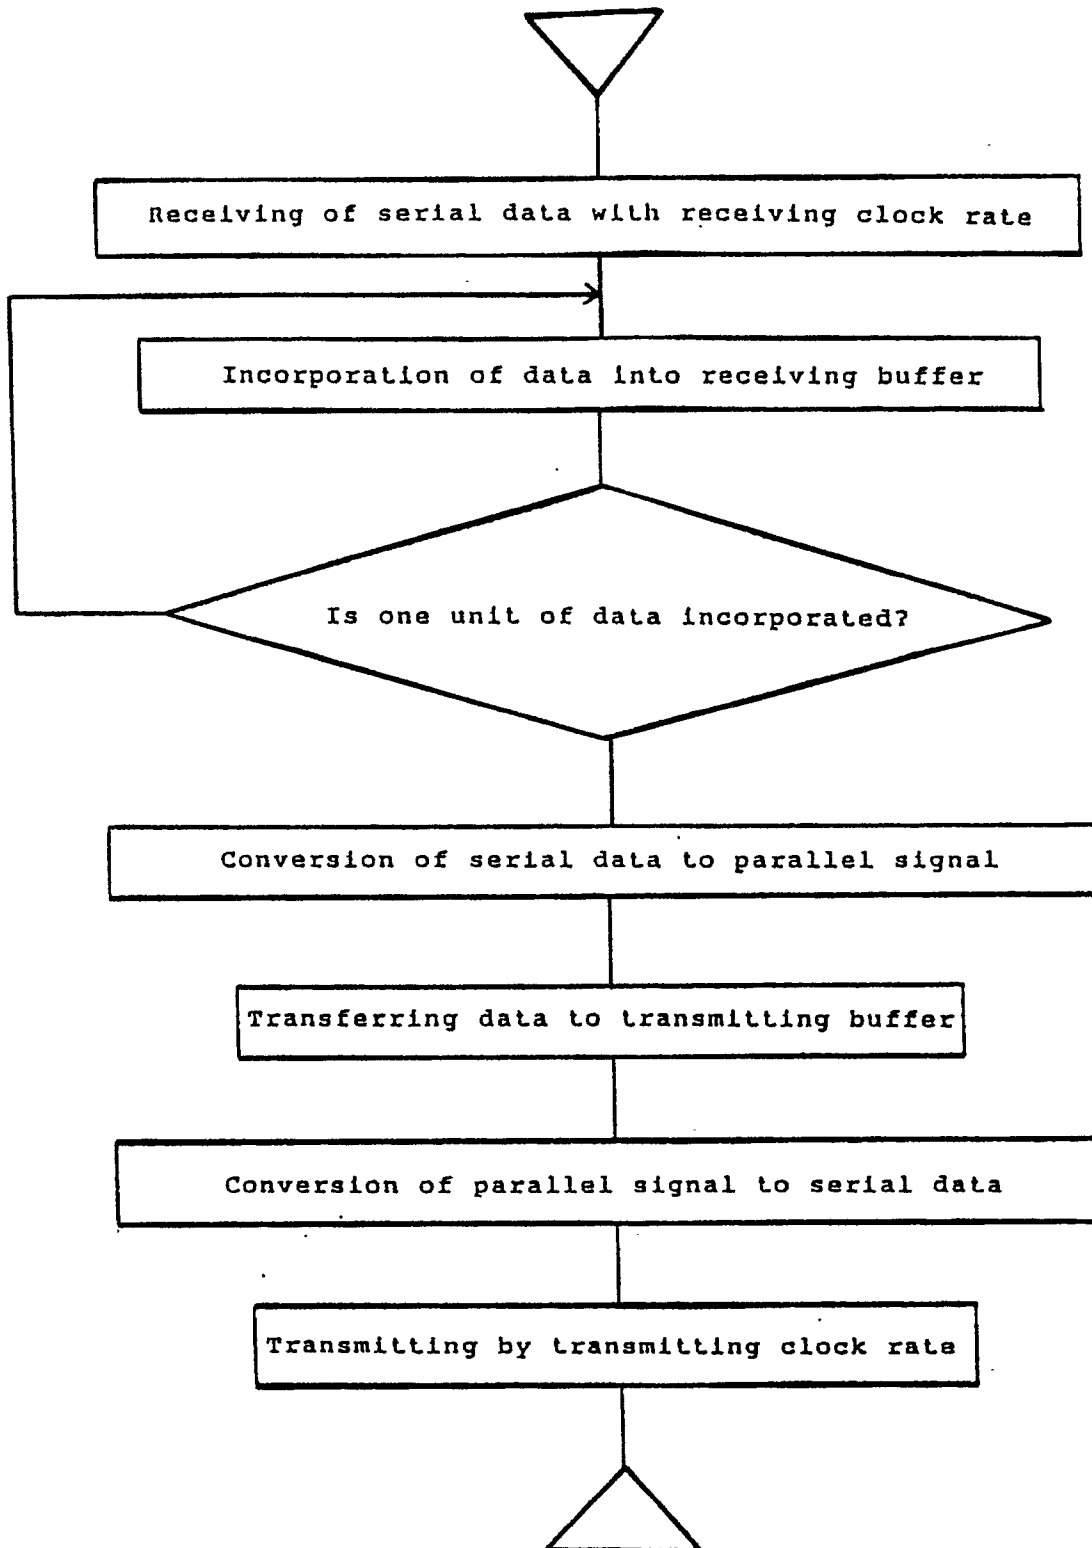 Receiving of serial data with receiving clock rate
Incorporation of data into receiving buffer
Is one unit of data incorporated?
Conversion of serial data to parallel signal
Transferring data to transmitting buffer
Conversion of parallel signal to serial data
Transmitting by transmitting clock rate